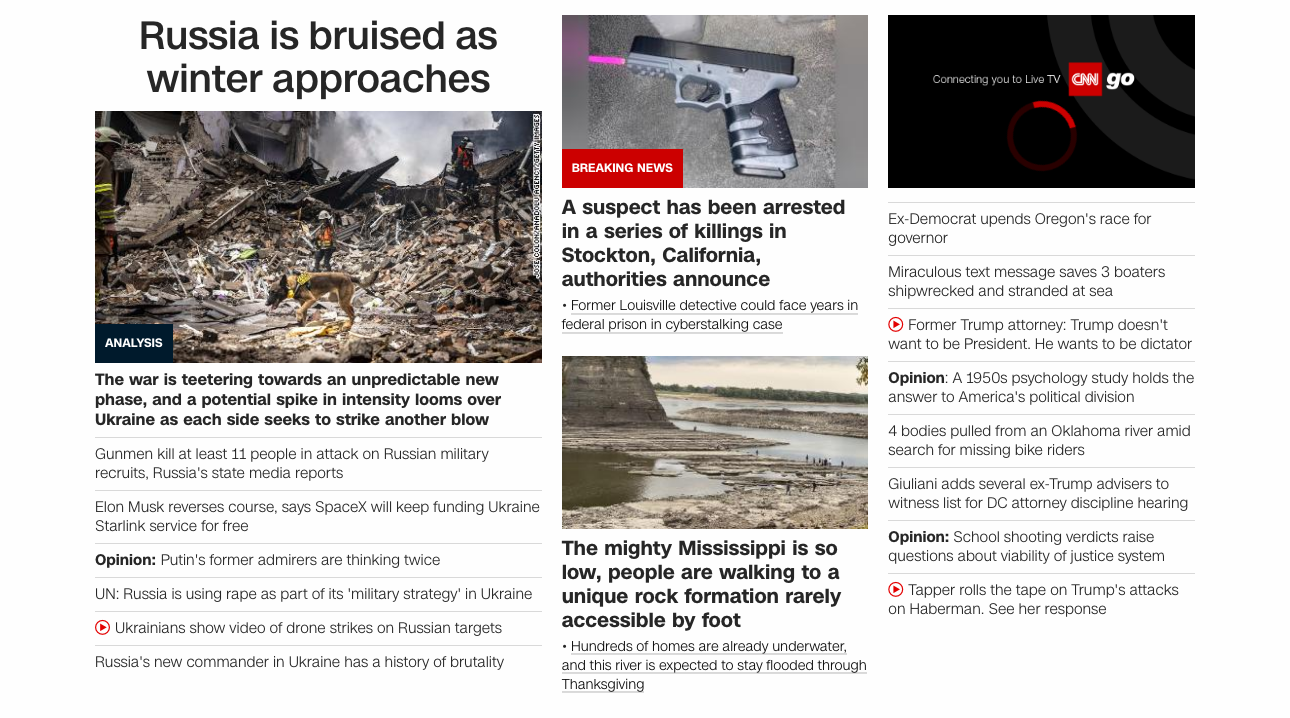 Russia is bruised as
winter approaches
JOSE COLON/ANADOLU AGENCY/GETTY IMAGES
ANALYSIS
The war is teetering towards an unpredictable new
phase, and a potential spike in intensity looms over
Ukraine as each side seeks to strike another blow
Gunmen kill at least 11 people in attack on Russian military
recruits, Russia's state media reports
Elon Musk reverses course, says SpaceX will keep funding Ukraine
Starlink service for free
Opinion: Putin's former admirers are thinking twice
UN: Russia is using rape as part of its 'military strategy' in Ukraine
Ukrainians show video of drone strikes on Russian targets
Russia's new commander in Ukraine has a history of brutality
BREAKING NEWS
A suspect has been arrested
in a series of killings in
Stockton, California,
authorities announce
• Former Louisville detective could face years in
federal prison in cyberstalking case
The mighty Mississippi is so
low, people are walking to a
unique rock formation rarely
accessible by foot
• Hundreds of homes are already underwater,
and this river is expected to stay flooded through
Thanksgiving
Connecting you to Live TV CNN go
Ex-Democrat upends Oregon's race for
governor
Miraculous text message saves 3 boaters
shipwrecked and stranded at sea
Former Trump attorney: Trump doesn't
want to be President. He wants to be dictator
Opinion: A 1950s psychology study holds the
answer to America's political division
4 bodies pulled from an Oklahoma river amid
search for missing bike riders
Giuliani adds several ex-Trump advisers to
witness list for DC attorney discipline hearing
Opinion: School shooting verdicts raise
questions about viability of justice system
Tapper rolls the tape on Trump's attacks
on Haberman. See her response